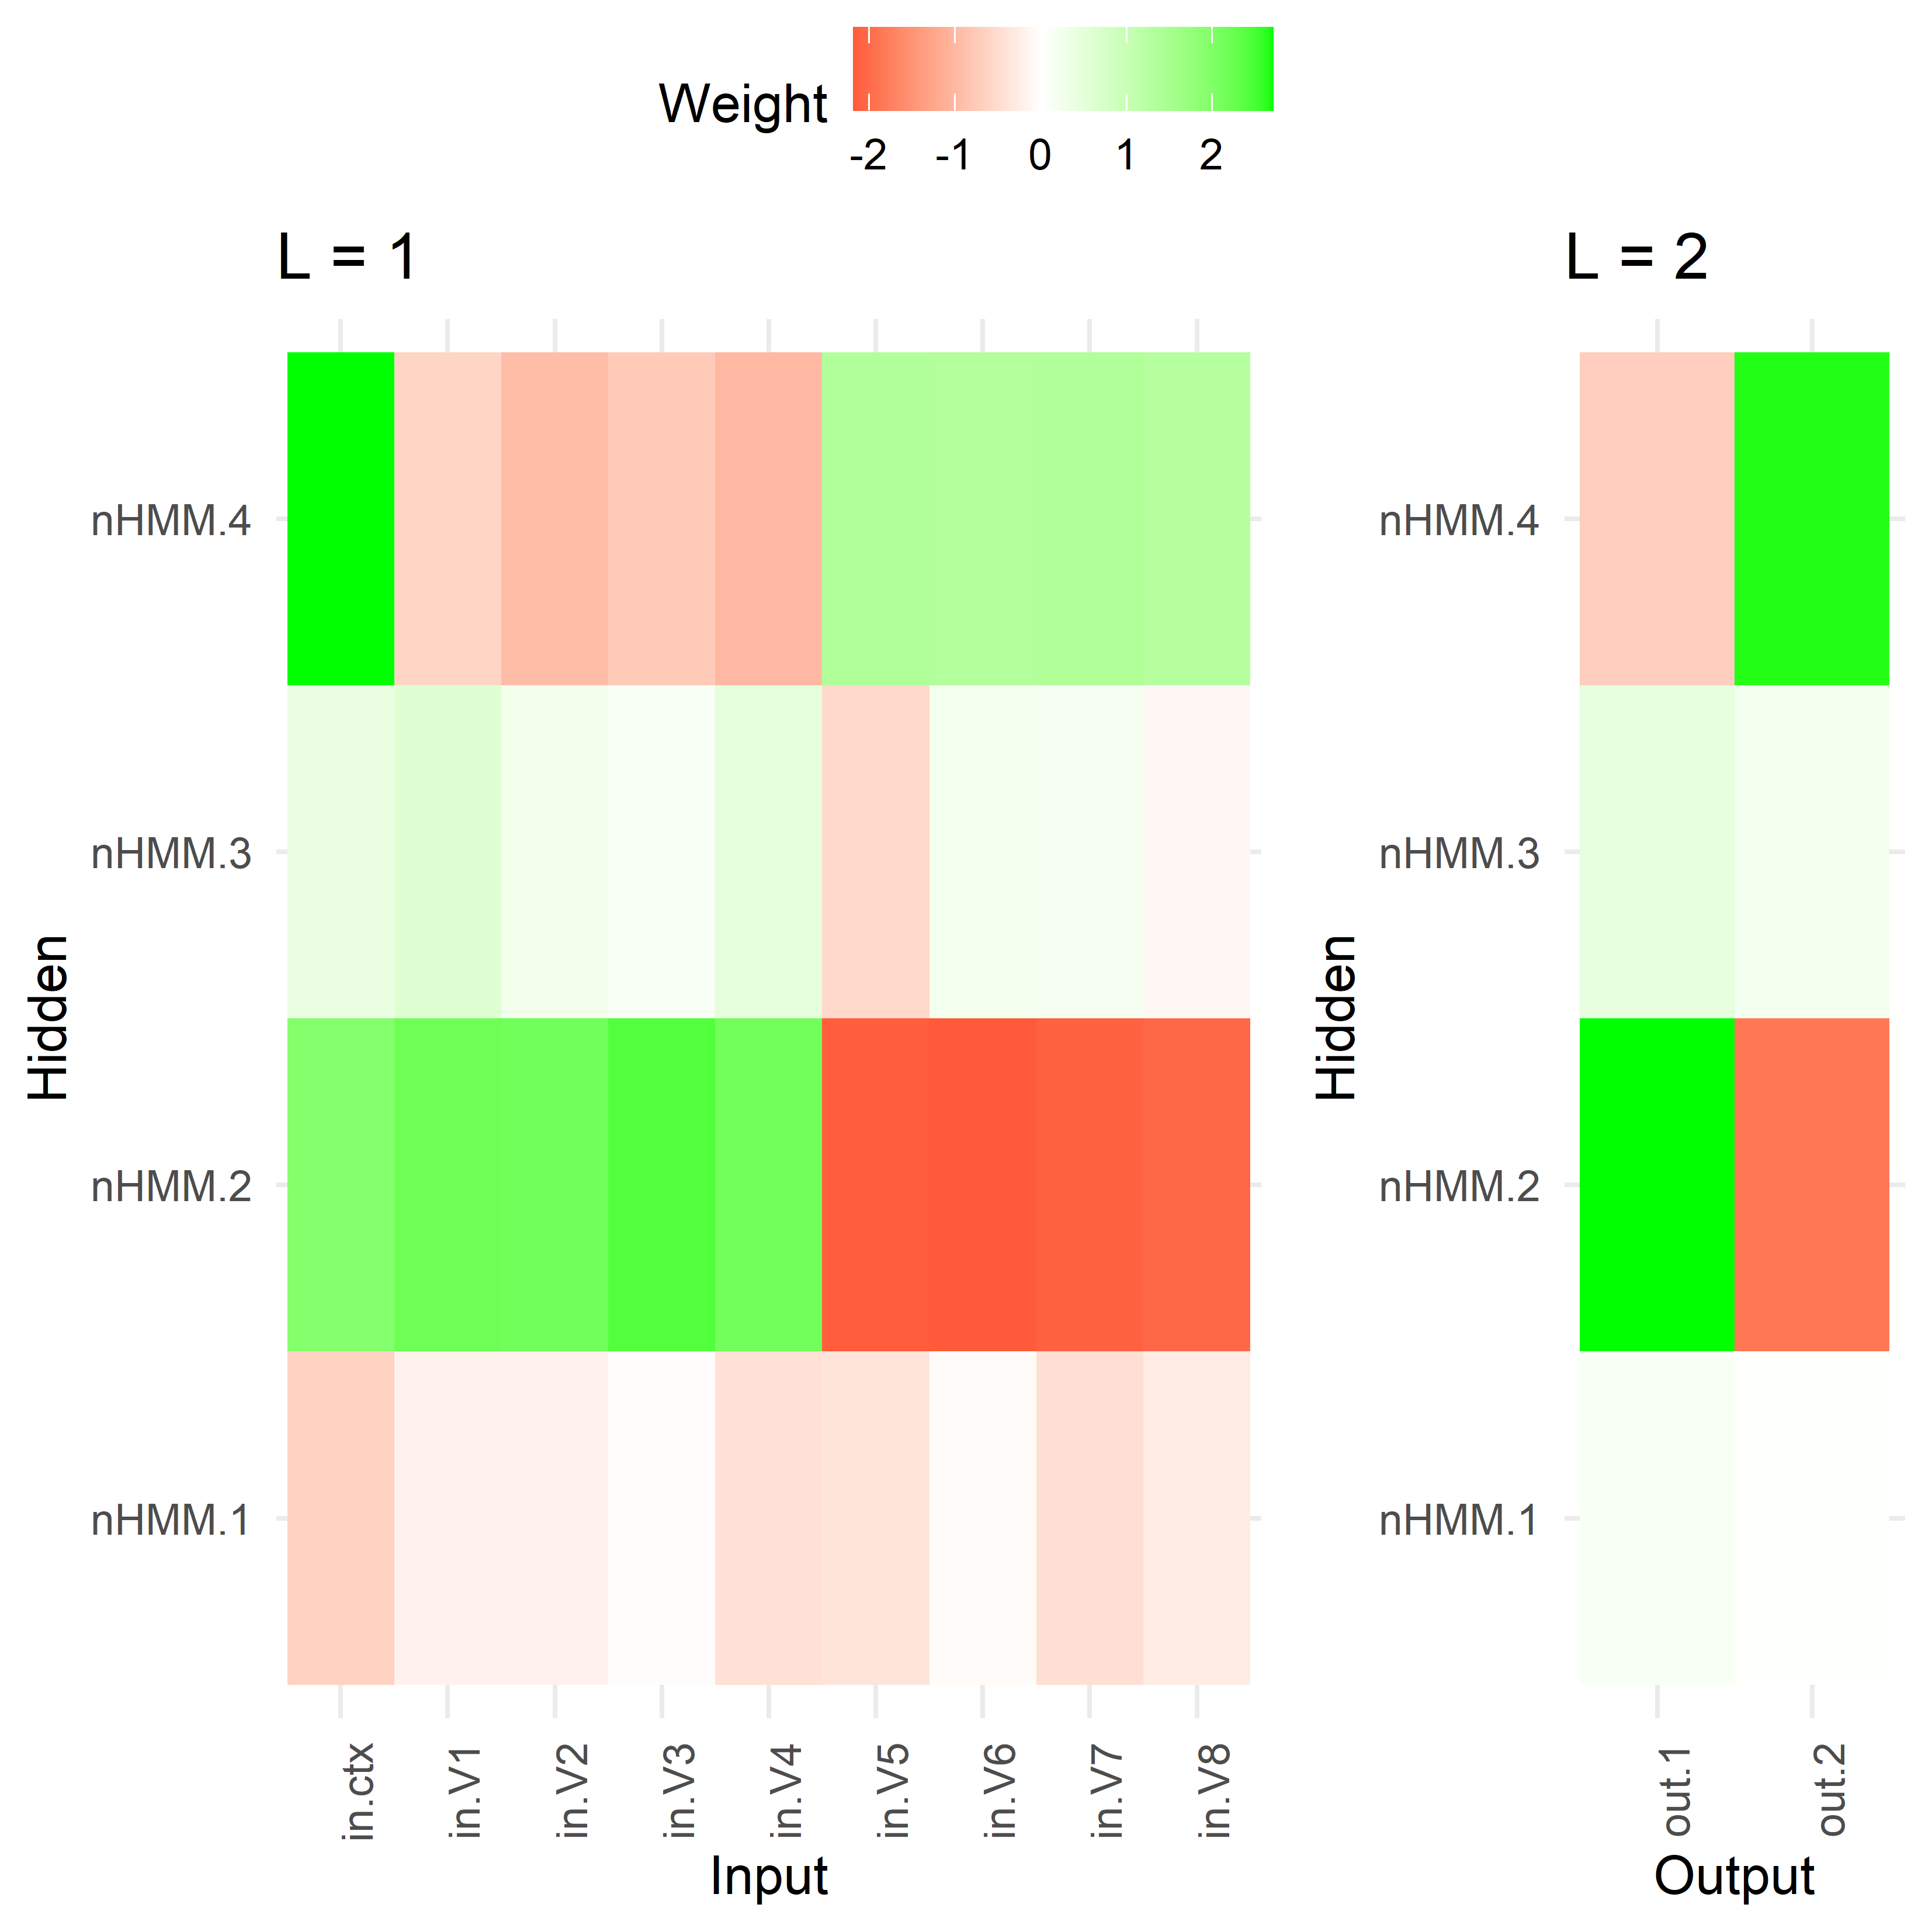 Weight
-2 -1 0 1 2
L = 1
nHMM.4
nHMM.3
nHMM.2
nHMM.1
Hidden
in.ctx in.V1 in.V2 in.V3 in.V4 in.V5 in.V6 in.V7 in.V8
Input
L = 2
nHMM.4
nHMM.3
nHMM.2
nHMM.1
Hidden
out.1 out.2
Output